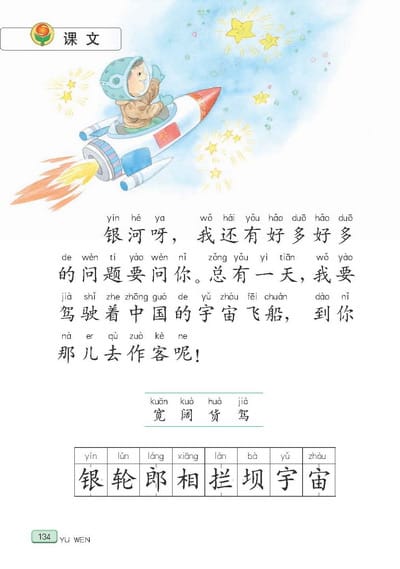 课文
yín hé ya wǒ hái yǒu hǎo duō hǎo duō
银河呀，我还有好多好多
de wèn tí yào wèn nǐ zǒng yǒu yì tiān wǒ yào
的问题要问你。总有一天，我要
jià shǐ zhe zhōng guó de yǔ zhòu fēi chuán dào nǐ
驾驶着中国的宇宙飞船，到你
nà er qù zuò kè ne
那儿去作客呢！
kuān kuò huò jià
宽阔货驾
yín lún láng xiāng lán bà yǔ zhòu
银轮郎相拦坝宇宙
134 YU WEN